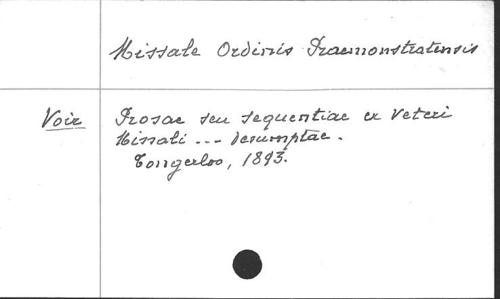 Missale Ordinis Praemonstratensis
Voir Prosae seu sequentiae ex veteri
Missali ... desumptae.
Tongerloo, 1893.